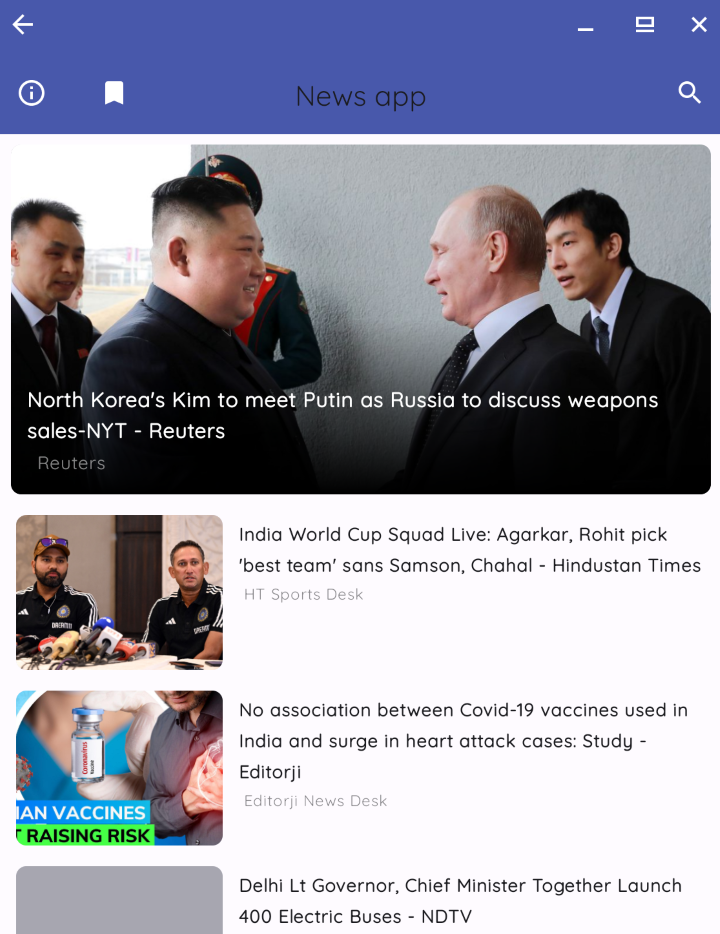 News app
North Korea's Kim to meet Putin as Russia to discuss weapons
sales-NYT - Reuters
Reuters
India World Cup Squad Live: Agarkar, Rohit pick
'best team' sans Samson, Chahal - Hindustan Times
HT Sports Desk
DREAM11
No association between Covid-19 vaccines used in
India and surge in heart attack cases: Study -
Editorji
Editorji News Desk
Coronavirus
Vaccine
IAN VACCINES
T RAISING RISK
Delhi Lt Governor, Chief Minister Together Launch
400 Electric Buses - NDTV